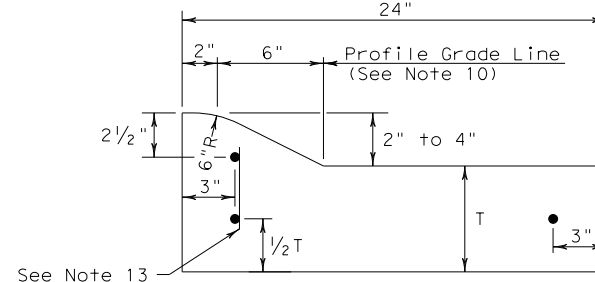 24"
2"
6"
Profile Grade Line
(See Note 10)
2½"
6"R
2" to 4"
3"
T
½T
3"
See Note 13